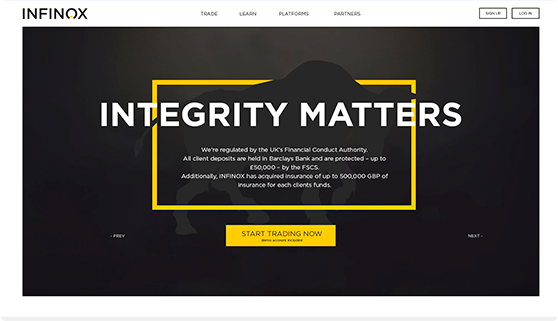 INFINOX
TRADE LEARN PLATFORMS PARTNERS
SIGN UP LOG IN
INTEGRITY MATTERS
We're regulated by the UK's Financial Conduct Authority.
All client deposits are held in Barclays Bank and are protected – up to
£50,000 – by the FSCS.
Additionally, INFINOX has acquired insurance of up to 500,000 GBP of
insurance for each clients funds.
– PREV
START TRADING NOW
demo account included
NEXT –